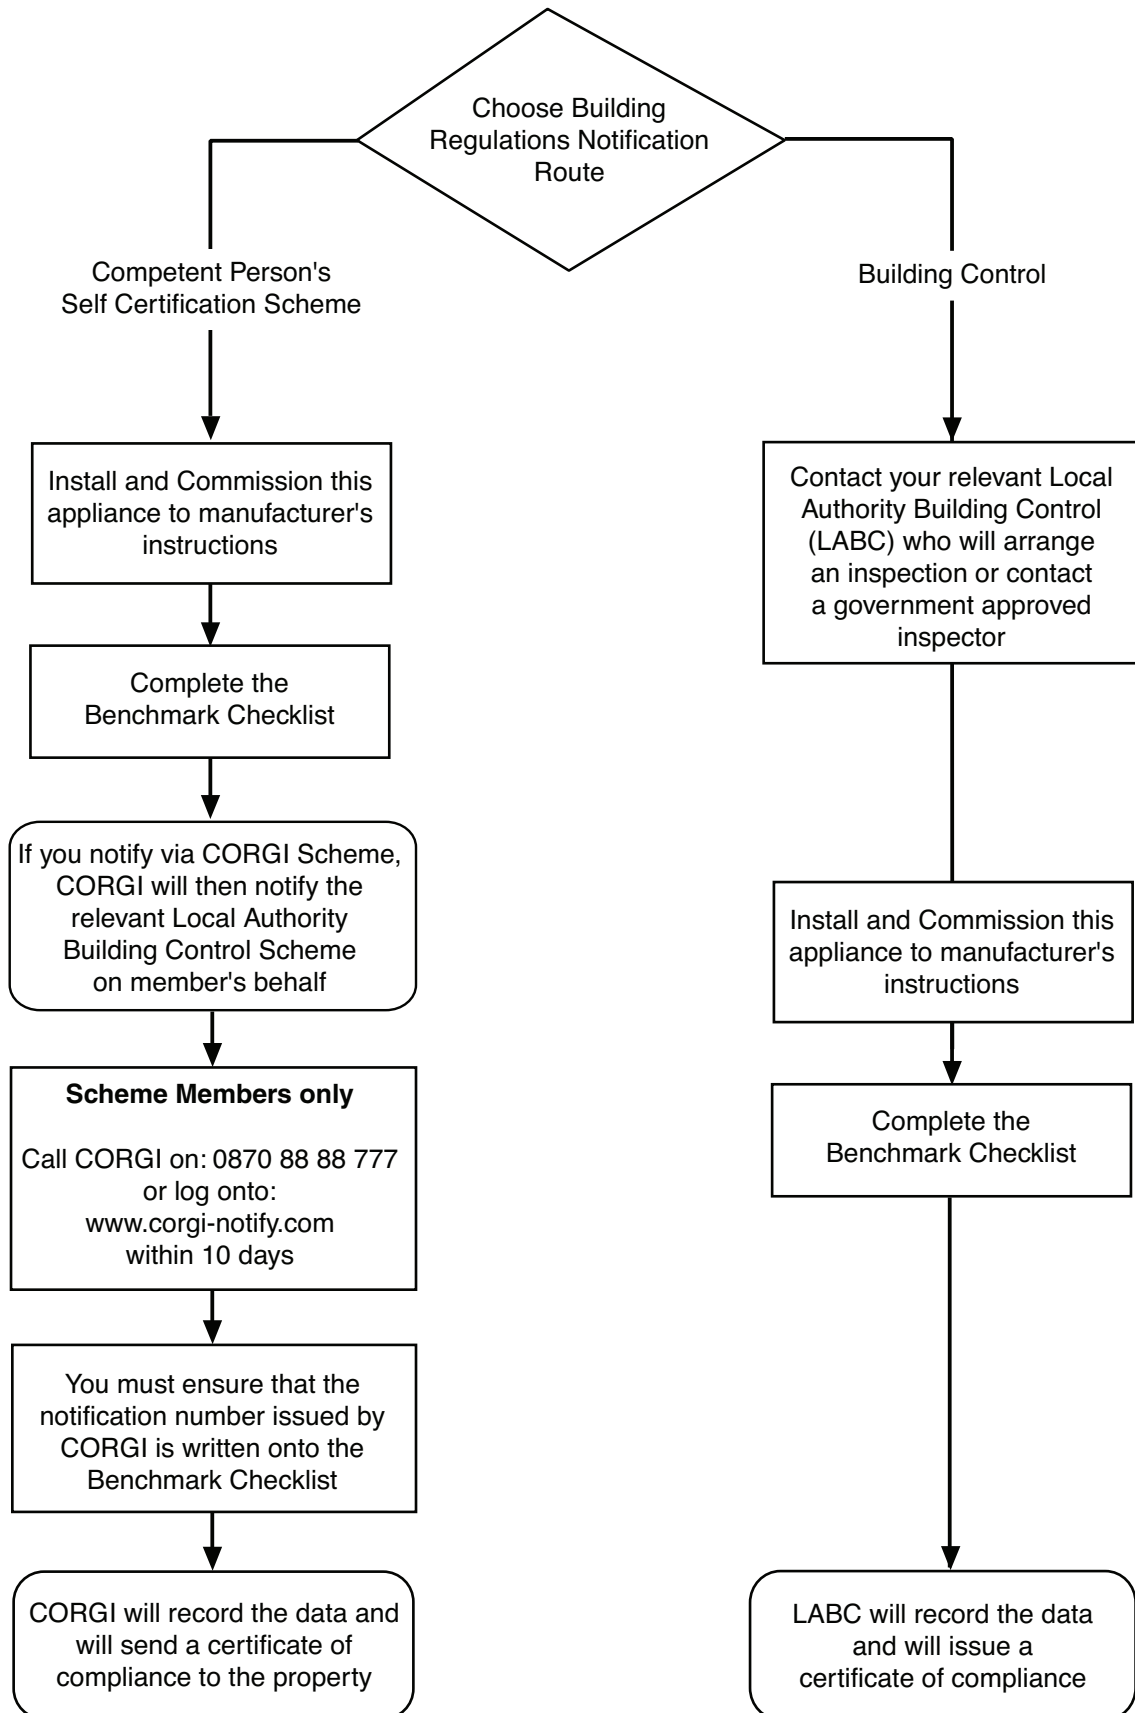 Choose Building
Regulations Notification
Route
Competent Person's
Self Certification Scheme
Building Control
Install and Commission this
appliance to manufacturer's
instructions
Contact your relevant Local
Authority Building Control
(LABC) who will arrange
an inspection or contact
a government approved
inspector
Complete the
Benchmark Checklist
If you notify via CORGI Scheme,
CORGI will then notify the
relevant Local Authority
Building Control Scheme
on member's behalf
Install and Commission this
appliance to manufacturer's
instructions
Scheme Members only
Call CORGI on: 0870 88 88 777
or log onto:
www.corgi-notify.com
within 10 days
Complete the
Benchmark Checklist
You must ensure that the
notification number issued by
CORGI is written onto the
Benchmark Checklist
CORGI will record the data and
will send a certificate of
compliance to the property
LABC will record the data
and will issue a
certificate of compliance